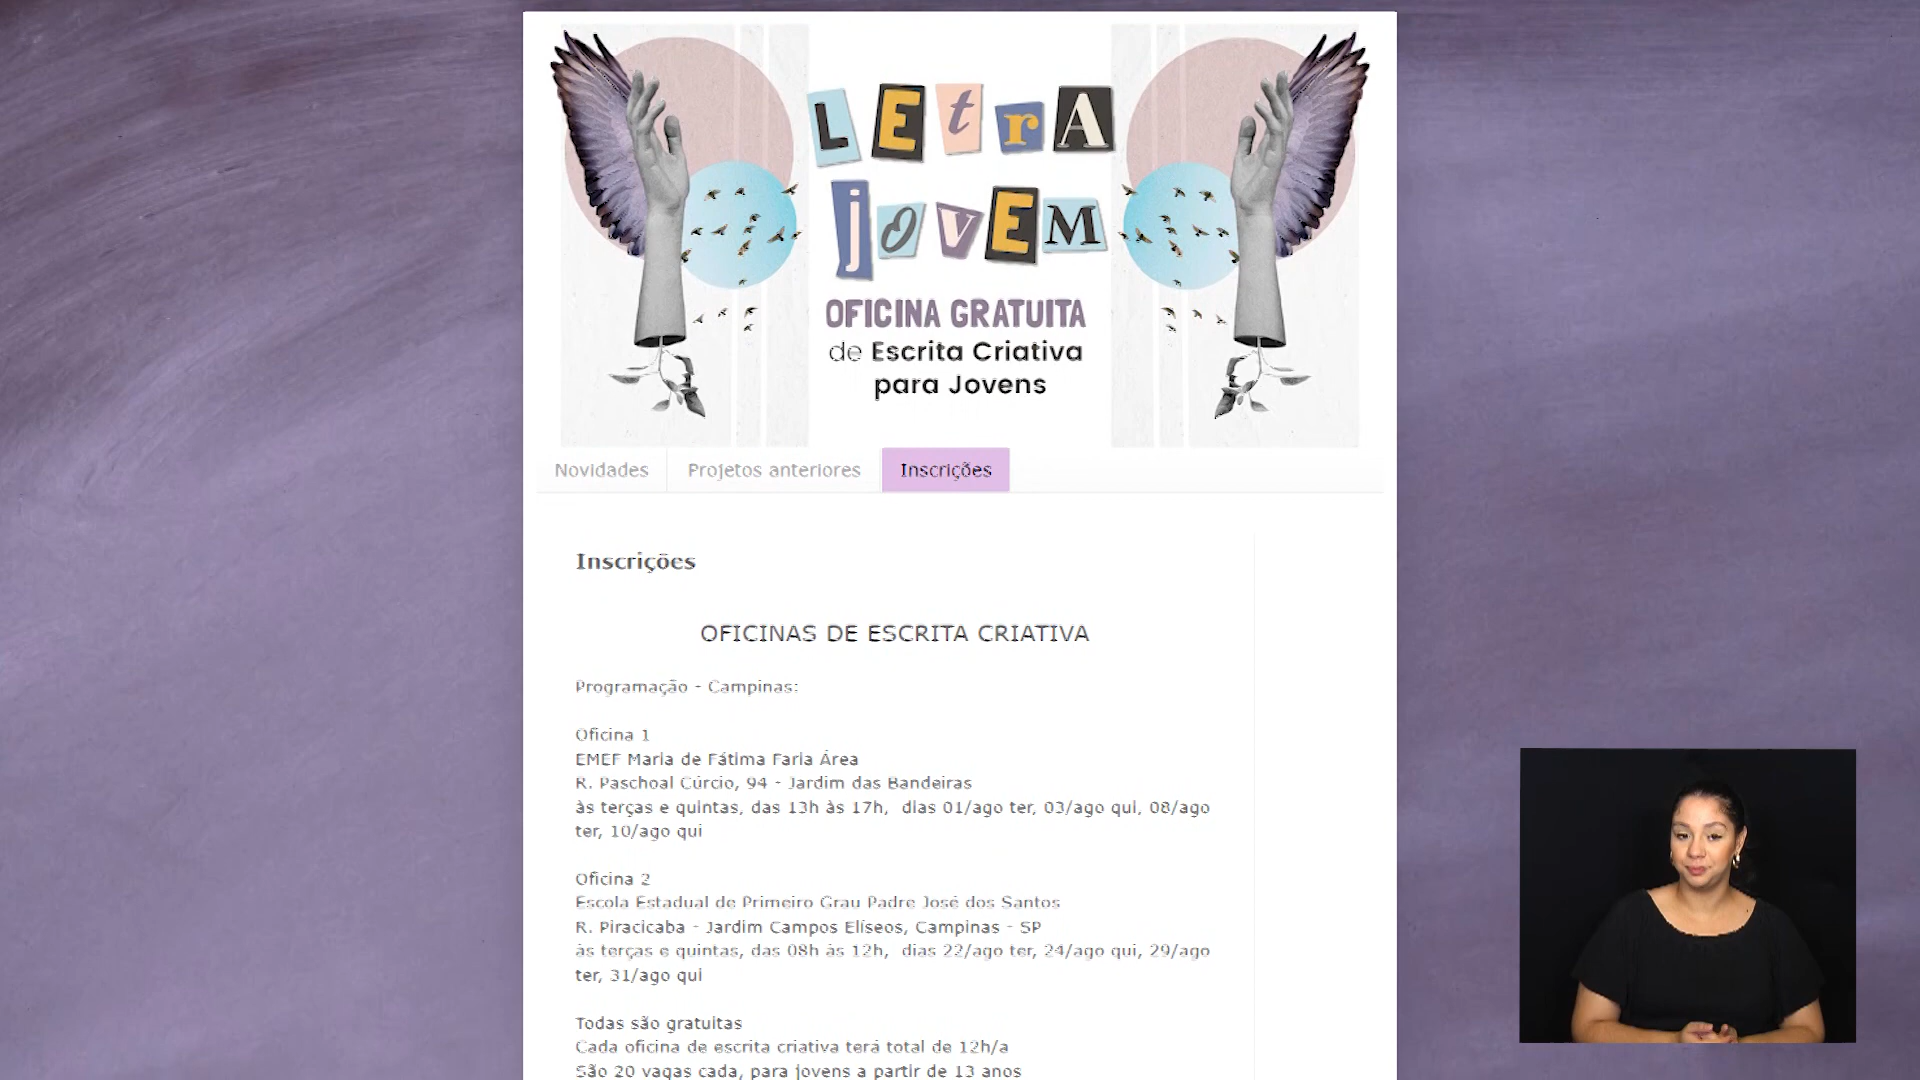 LEtrA
joVEM
OFICINA GRATUITA
de Escrita Criativa
para Jovens
Novidades
Projetos anteriores
Inscrições
Inscrições
OFICINAS DE ESCRITA CRIATIVA
Programação - Campinas:
Oficina 1
EMEF Maria de Fátima Faria Área
R. Paschoal Cúrcio, 94 - Jardim das Bandeiras
às terças e quintas, das 13h às 17h, dias 01/ago ter, 03/ago qui, 08/ago
ter, 10/ago qui
Oficina 2
Escola Estadual de Primeiro Grau Padre José dos Santos
R. Piracicaba - Jardim Campos Elíseos, Campinas - SP
às terças e quintas, das 08h às 12h, dias 22/ago ter, 24/ago qui, 29/ago
ter, 31/ago qui
Todas são gratuitas
Cada oficina de escrita criativa terá total de 12h/a
São 20 vagas cada, para jovens a partir de 13 anos